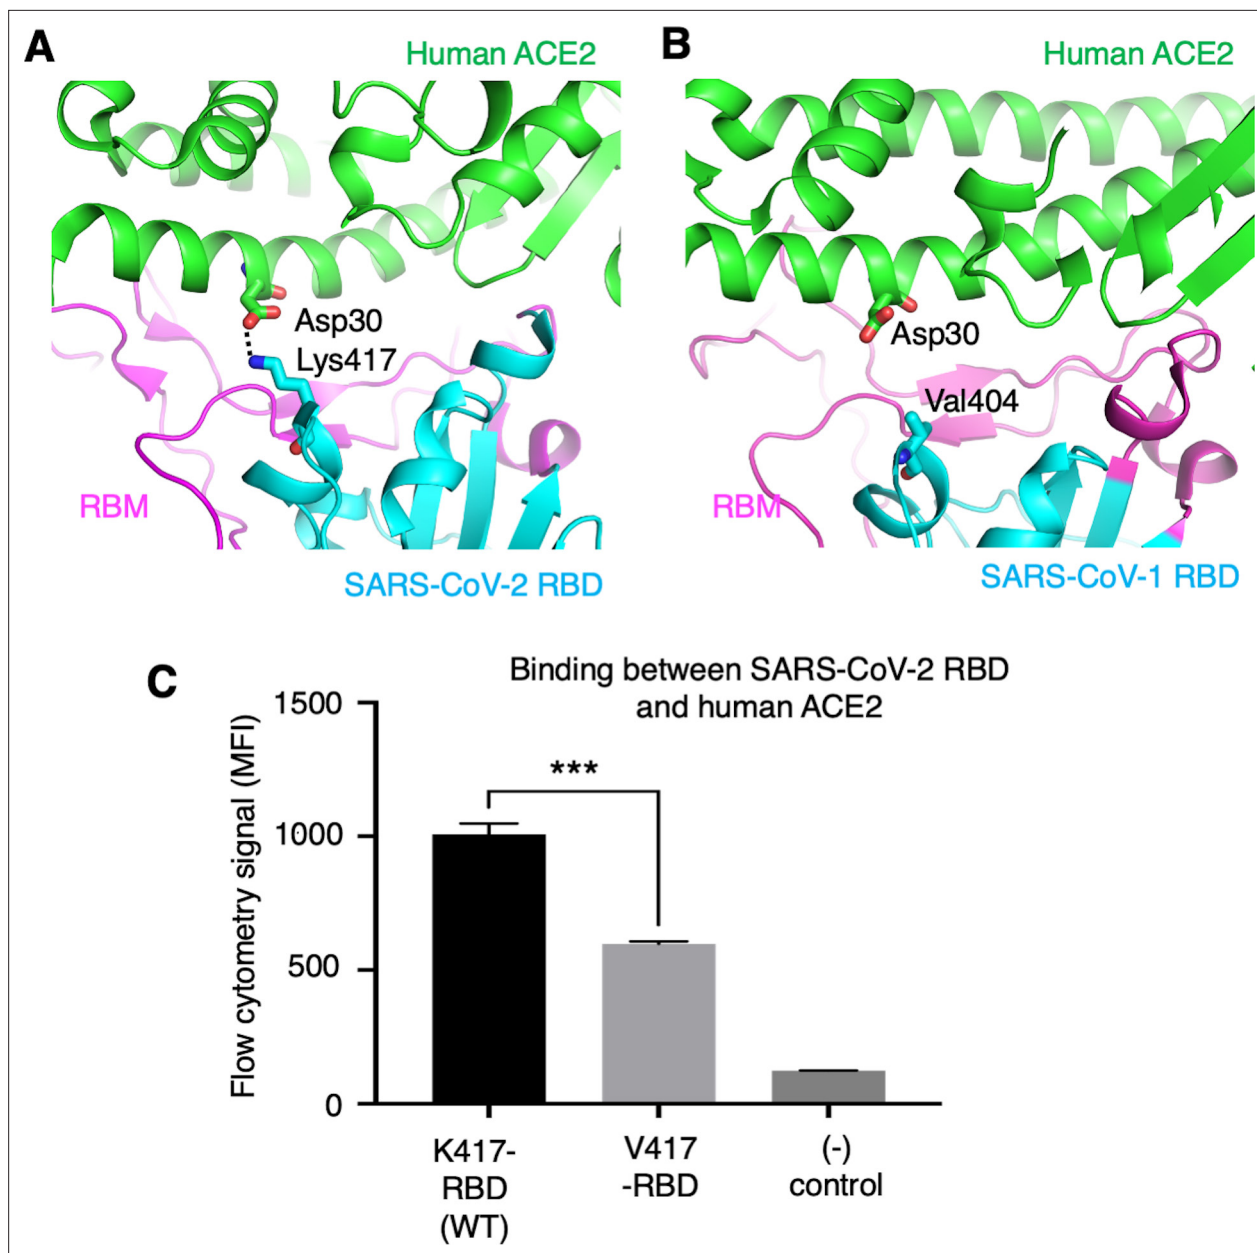 A
Human ACE2
Asp30
Lys417
RBM
SARS-CoV-2 RBD
B
Human ACE2
Asp30
Val404
RBM
SARS-CoV-1 RBD
C
Binding between SARS-CoV-2 RBD
and human ACE2
Flow cytometry signal (MFI)
1500
1000
500
0
***
K417-
RBD
(WT)
V417
-RBD
(-)
control